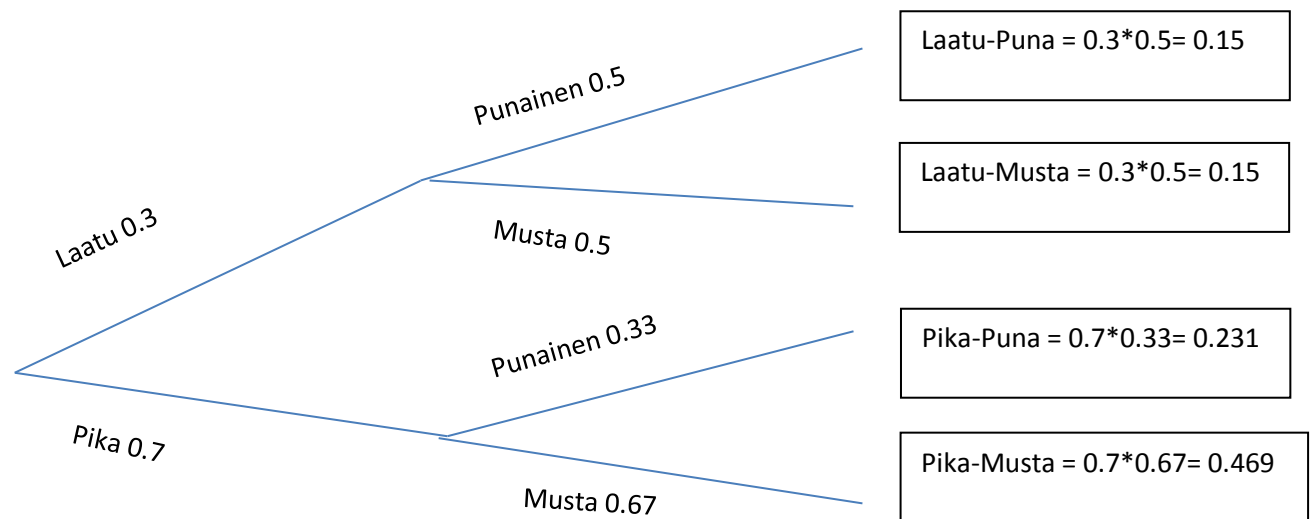 Laatu-Puna = 0.3*0.5= 0.15
Punainen 0.5
Laatu-Musta = 0.3*0.5= 0.15
Laatu 0.3
Musta 0.5
Punainen 0.33
Pika-Puna = 0.7*0.33= 0.231
Pika 0.7
Pika-Musta = 0.7*0.67= 0.469
Musta 0.67